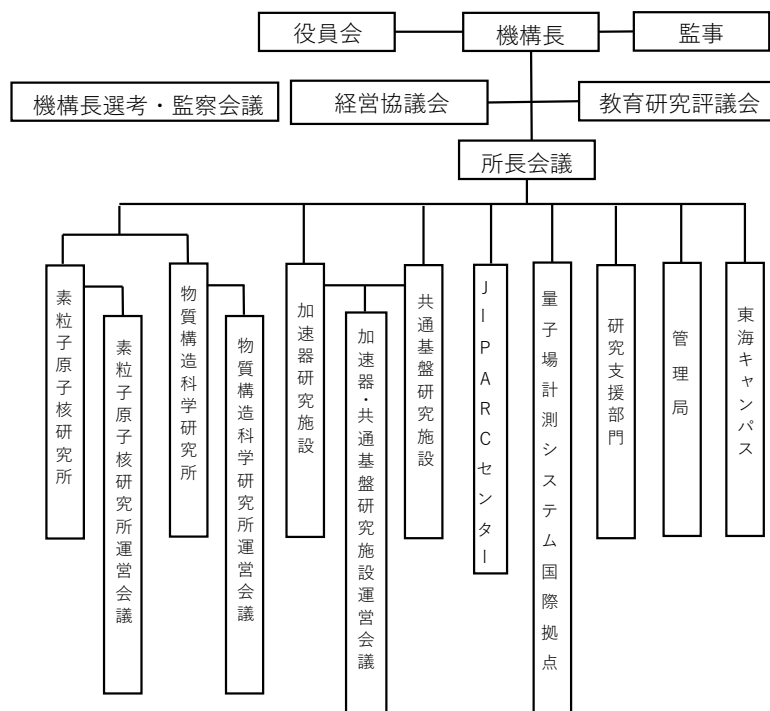 役員会
機構長
監事
機構長選考・監察会議
経営協議会
教育研究評議会
所長会議
素粒子原子核研究所
素粒子原子核研究所運営会議
物質構造科学研究所
物質構造科学研究所運営会議
加速器研究施設
加速器・共通基盤研究施設運営会議
共通基盤研究施設
J|PARCセンター
量子場計測システム国際拠点
研究支援部門
管理局
東海キャンパス